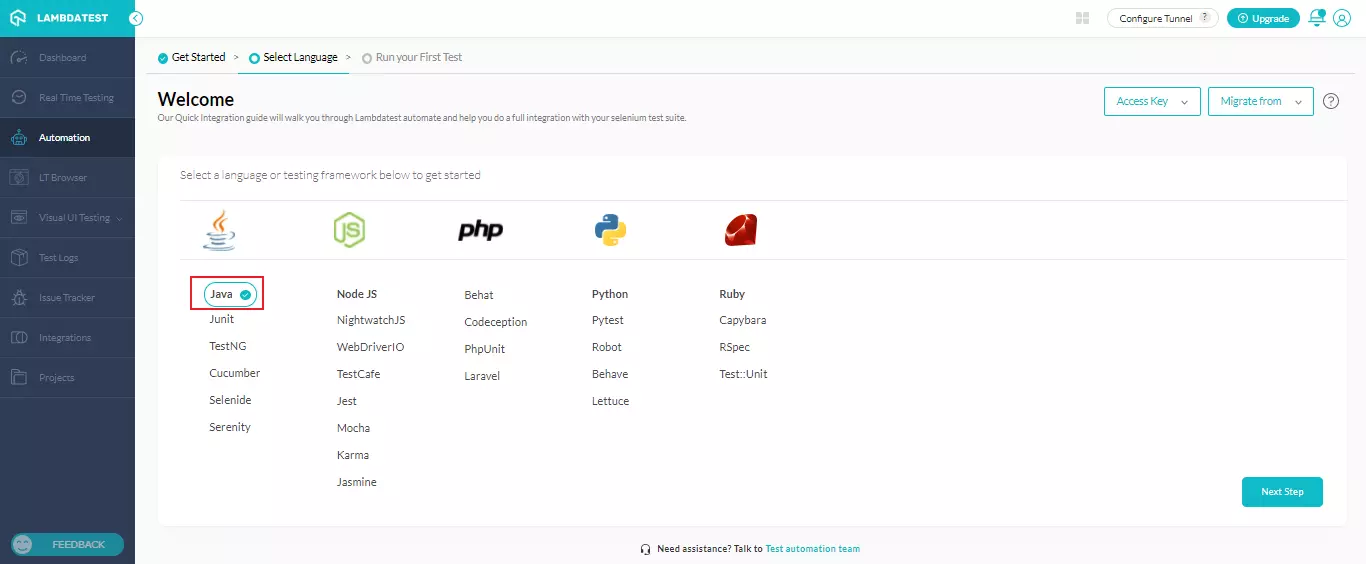 LAMBDATEST
Configure Tunnel ?
Upgrade
Dashboard
Real Time Testing
Automation
LT Browser
Visual UI Testing
Test Logs
Issue Tracker
Integrations
Projects
FEEDBACK
Get Started > Select Language > Run your First Test
Welcome
Our Quick Integration guide will walk you through Lambdatest automate and help you do a full integration with your selenium test suite.
Access Key
Migrate from
?
Select a language or testing framework below to get started
JS
php
Java
Junit
TestNG
Cucumber
Selenide
Serenity
Node JS
NightwatchJS
WebDriverIO
TestCafe
Jest
Mocha
Karma
Jasmine
Behat
Codeception
PhpUnit
Laravel
Python
Pytest
Robot
Behave
Lettuce
Ruby
Capybara
RSpec
Test::Unit
Next Step
Need assistance? Talk to Test automation team